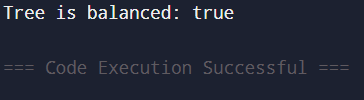 Tree is balanced: true
=== Code Execution Successful ===